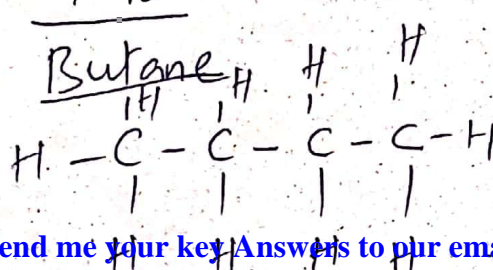 Butane
H H H H
H - C - C - C - C - H
end me your key Answers to our ema
H H H H